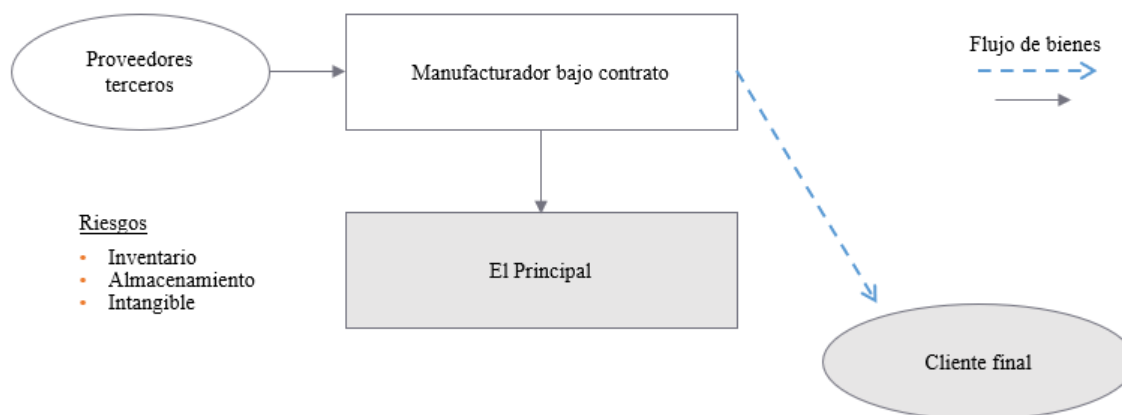 Proveedores
terceros
Manufacturador bajo contrato
Flujo de bienes
Riesgos
• Inventario
• Almacenamiento
• Intangible
El Principal
Cliente final